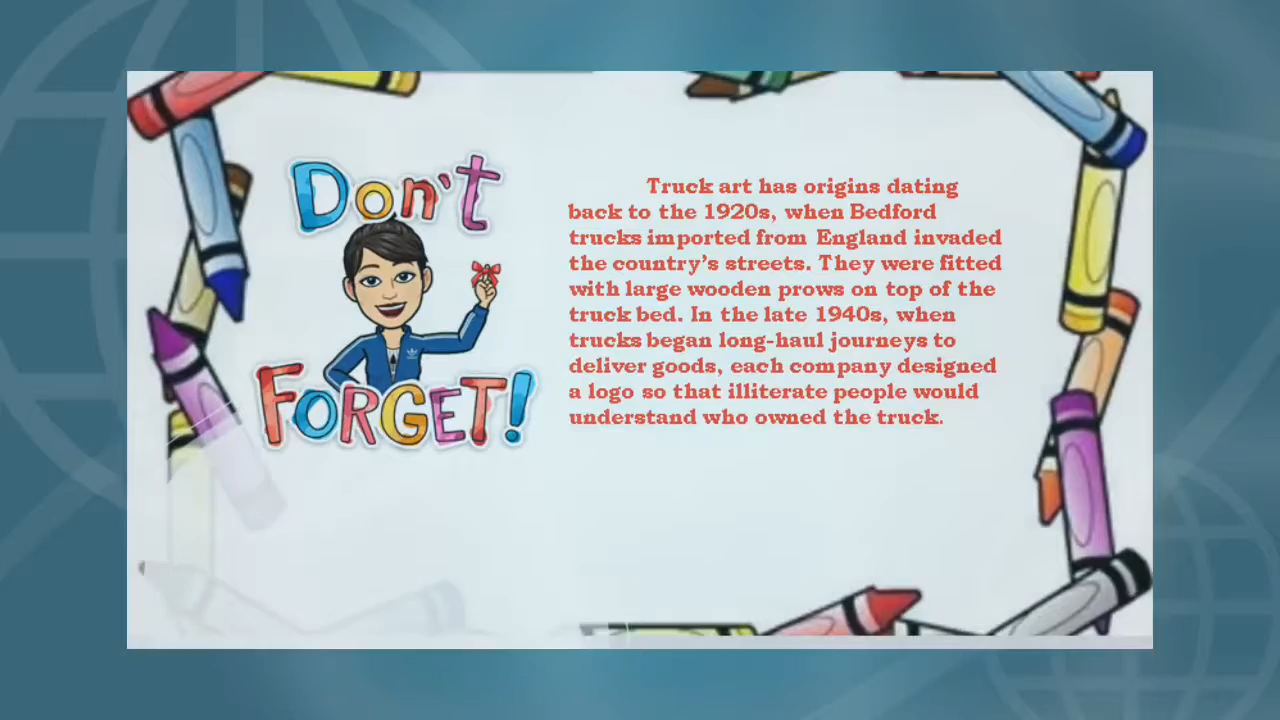 Don't
FORGET!
Truck art has origins dating
back to the 1920s, when Bedford
trucks imported from England invaded
the country's streets. They were fitted
with large wooden prows on top of the
truck bed. In the late 1940s, when
trucks began long-haul journeys to
deliver goods, each company designed
a logo so that illiterate people would
understand who owned the truck.